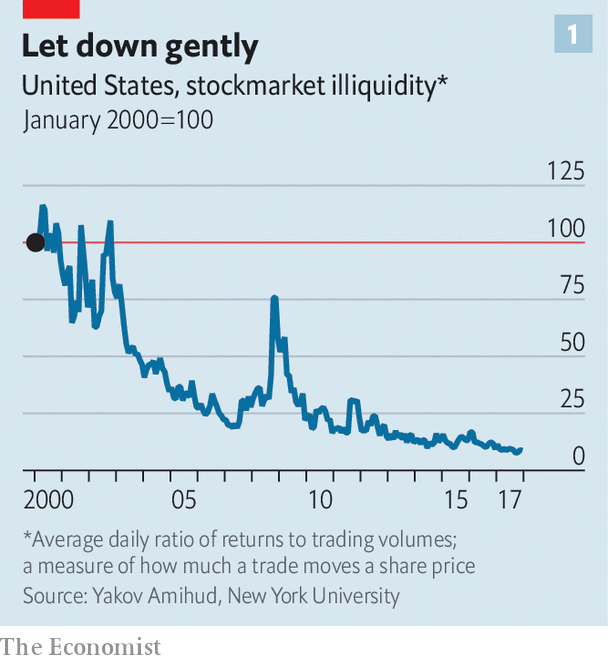 1
Let down gently
United States, stockmarket illiquidity*
January 2000=100
125
100
75
50
25
0
2000 05 10 15 17
*Average daily ratio of returns to trading volumes;
a measure of how much a trade moves a share price
Source: Yakov Amihud, New York University
The Economist